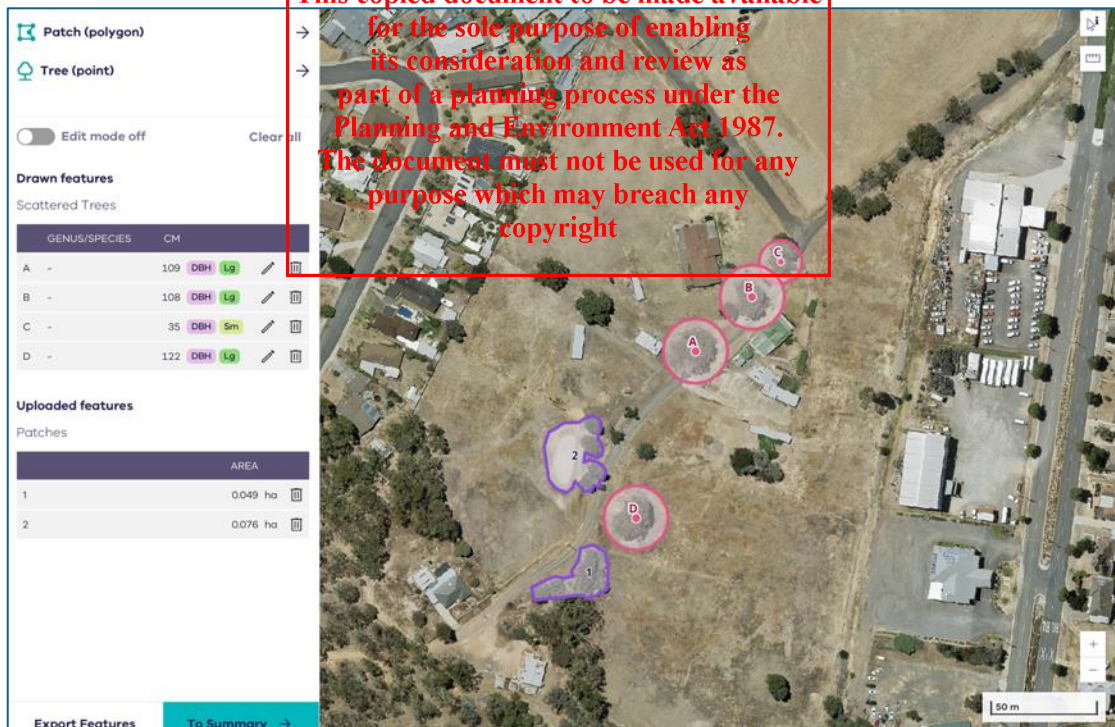 This copied document to be made available
for the sole purpose of enabling
its consideration and review as
part of a planning process under the
Planning and Environment Act 1987.
The document must not be used for any
purpose which may breach any
copyright
Patch (polygon)
Tree (point)
Edit mode off Clear all
Drawn features
Scattered Trees
GENUS/SPECIES CM
A - 109 DBH Lg
B - 108 DBH Lg
C - 35 DBH Sm
D - 122 DBH Lg
Uploaded features
Patches
AREA
1 0.049 ha
2 0.076 ha
Export Features To Summary →
C
B
A
2
D
1
+
−
50 m